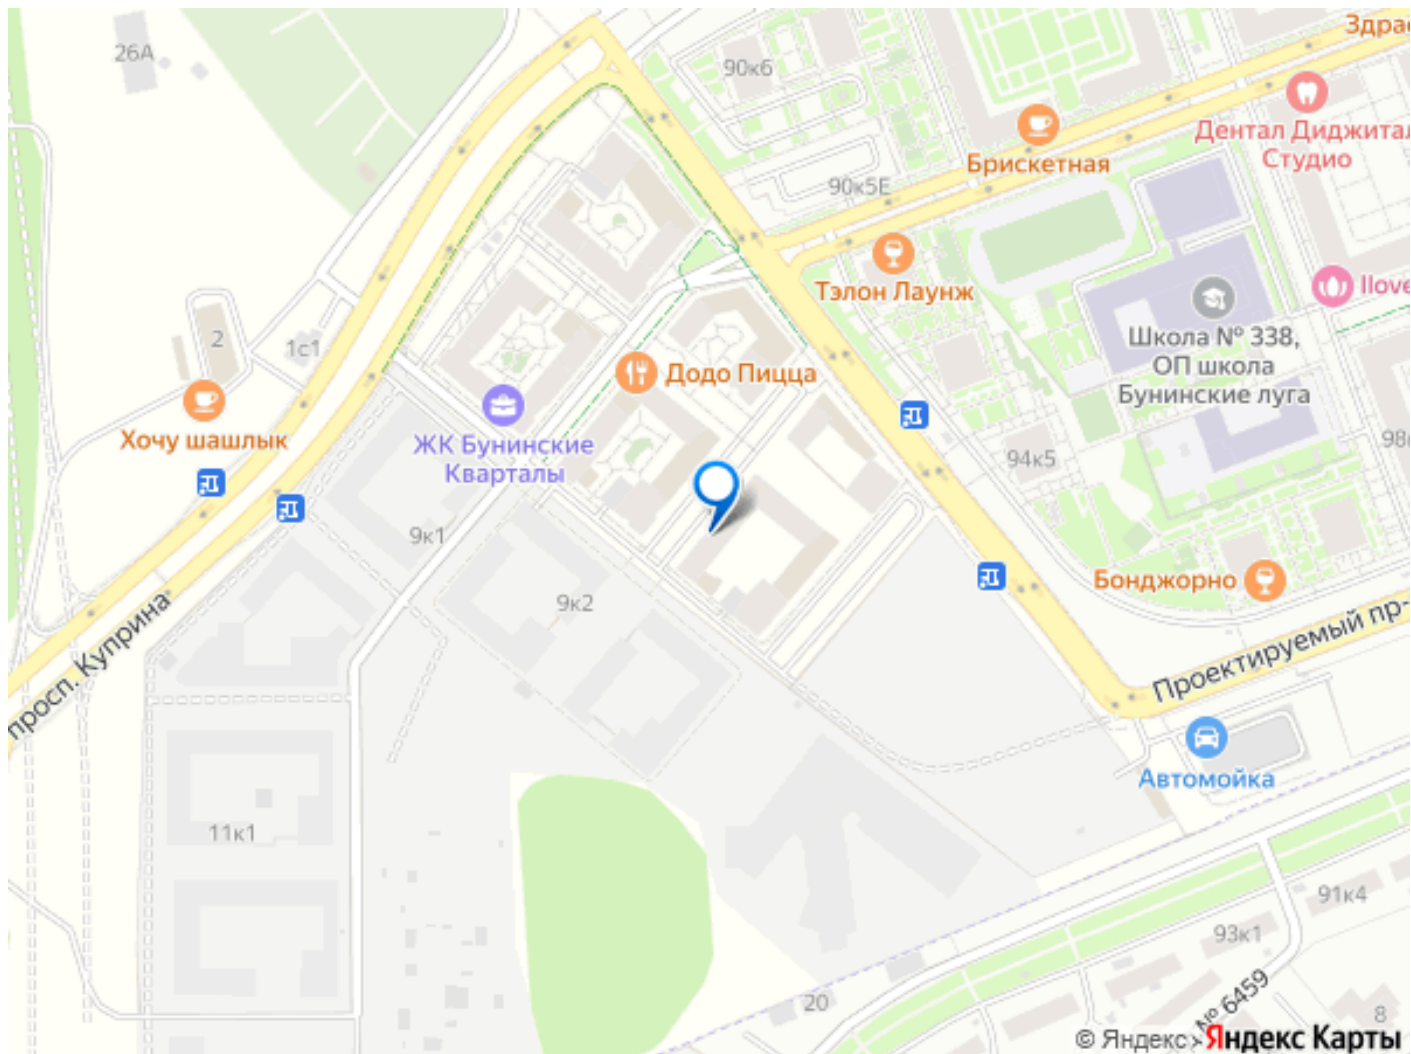 Здрас
26А
90к6
Дентал Диджитал
Студио
Брискетная
90к5Е
Тэлон Лаунж
Ilove
2
1с1
Школа № 338,
ОП школа
Бунинские луга
Додо Пицца
Хочу шашлык
ЖК Бунинские
Кварталы
94к5
98
9к1
9к2
Бонджорно
просп. Куприна
Проектируемый пр-
Автомойка
11к1
91к4
93к1
20
№ 6459
8
© Яндекс Яндекс Карты